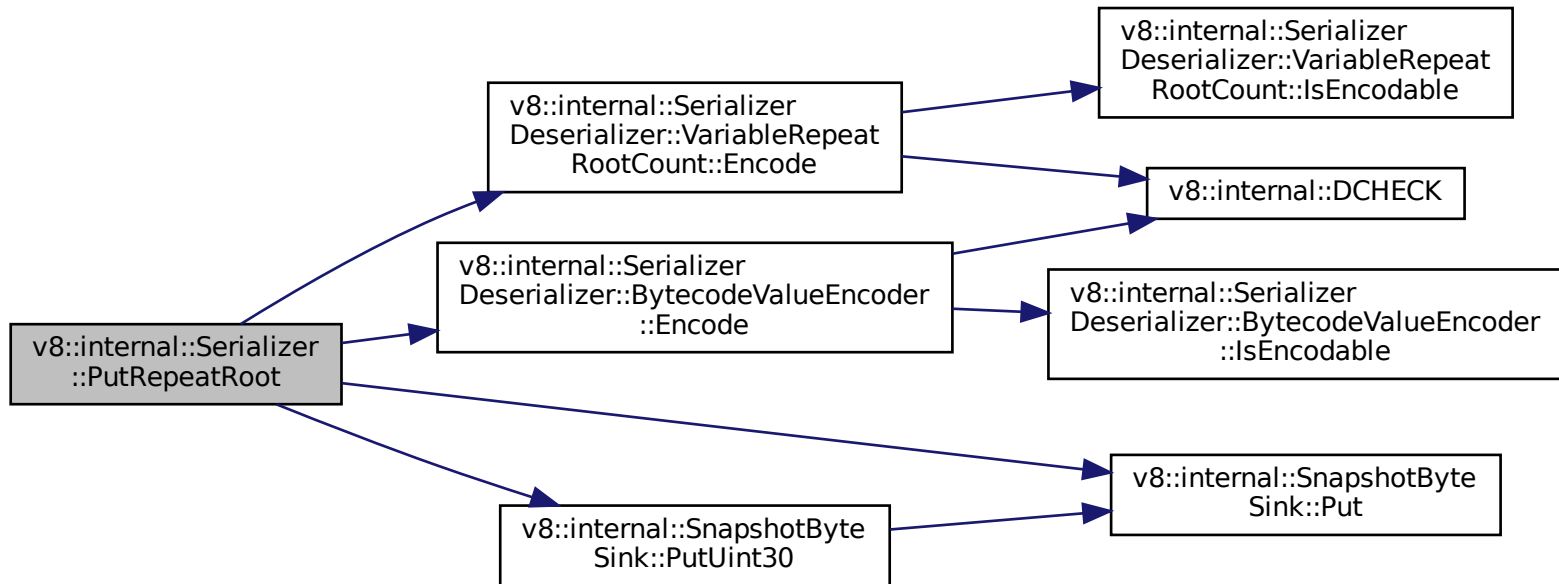 v8::internal::Serializer
::PutRepeatRoot
v8::internal::Serializer
Deserializer::VariableRepeat
RootCount::Encode
v8::internal::Serializer
Deserializer::BytecodeValueEncoder
::Encode
v8::internal::SnapshotByte
Sink::PutUint30
v8::internal::Serializer
Deserializer::VariableRepeat
RootCount::IsEncodable
v8::internal::DCHECK
v8::internal::Serializer
Deserializer::BytecodeValueEncoder
::IsEncodable
v8::internal::SnapshotByte
Sink::Put